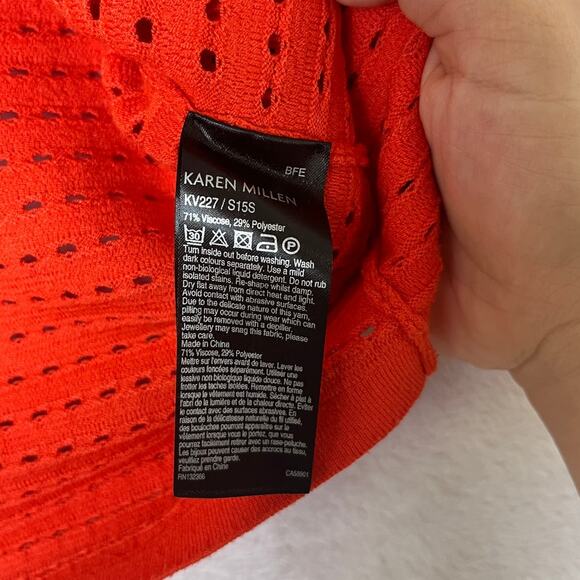 BFE
KAREN MILLEN
KV227 / S15S
71% Viscose, 29% Polyester
30 P
Turn inside out before washing. Wash
dark colours separately. Use a mild
non-biological liquid detergent. Do not rub
isolated stains. Re-shape whilst damp.
Dry flat away from direct heat and light.
Avoid contact with abrasive surfaces.
Due to the delicate nature of this yarn,
pilling may occur during wear which can
easily be removed with a depiller.
Jewellery may snag this fabric, please
take care.
Made in China
71% Viscose, 29% Polyester
Mettre sur l'envers avant de laver. Laver les
couleurs foncées séparément. Utiliser une
lessive non biologique liquide douce. Ne pas
frotter les taches isolées. Remettre en forme
lorsque le vêtement est humide. Sécher à plat à
l'abri de la lumière et de la chaleur directe. Eviter
le contact avec des surfaces abrasives. En
raison de la délicatesse naturelle du fil utilisé,
des bouloches pourront apparaître sur le
vêtement lorsque vous le portez, ce que vous
pourrez facilement retirer avec un rase-peluche.
Les bijoux peuvent causer des accrocs au tissu,
veuillez y prendre garde.
Fabriqué en Chine
RN132366 CA58901